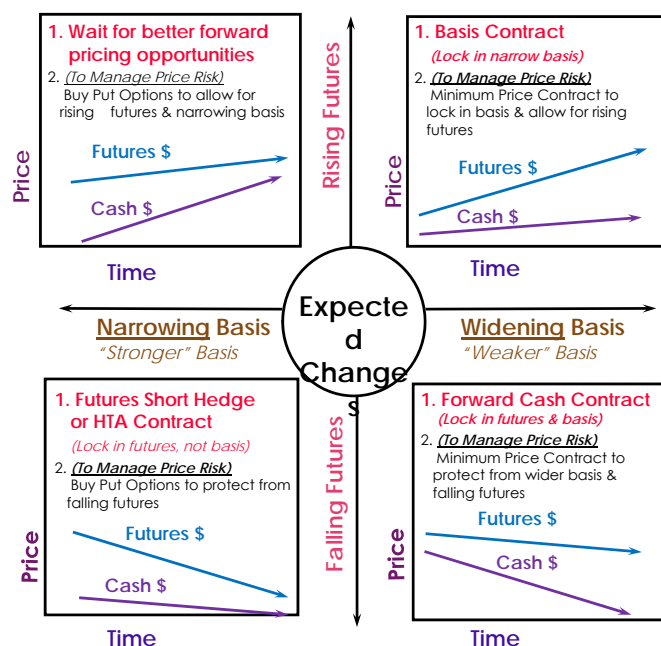 1. Wait for better forward
pricing opportunities
2. (To Manage Price Risk)
Buy Put Options to allow for
rising futures & narrowing basis
Futures $
Cash $
Price
Time
Rising Futures
1. Basis Contract
(Lock in narrow basis)
2. (To Manage Price Risk)
Minimum Price Contract to
lock in basis & allow for rising
futures
Futures $
Cash $
Price
Time
Narrowing Basis
"Stronger" Basis
Expecte
d
Change
s
Widening Basis
"Weaker" Basis
1. Futures Short Hedge
or HTA Contract
(Lock in futures, not basis)
2. (To Manage Price Risk)
Buy Put Options to protect from
falling futures
Futures $
Cash $
Price
Time
Falling Futures
1. Forward Cash Contract
(Lock in futures & basis)
2. (To Manage Price Risk)
Minimum Price Contract to
protect from wider basis &
falling futures
Futures $
Cash $
Price
Time